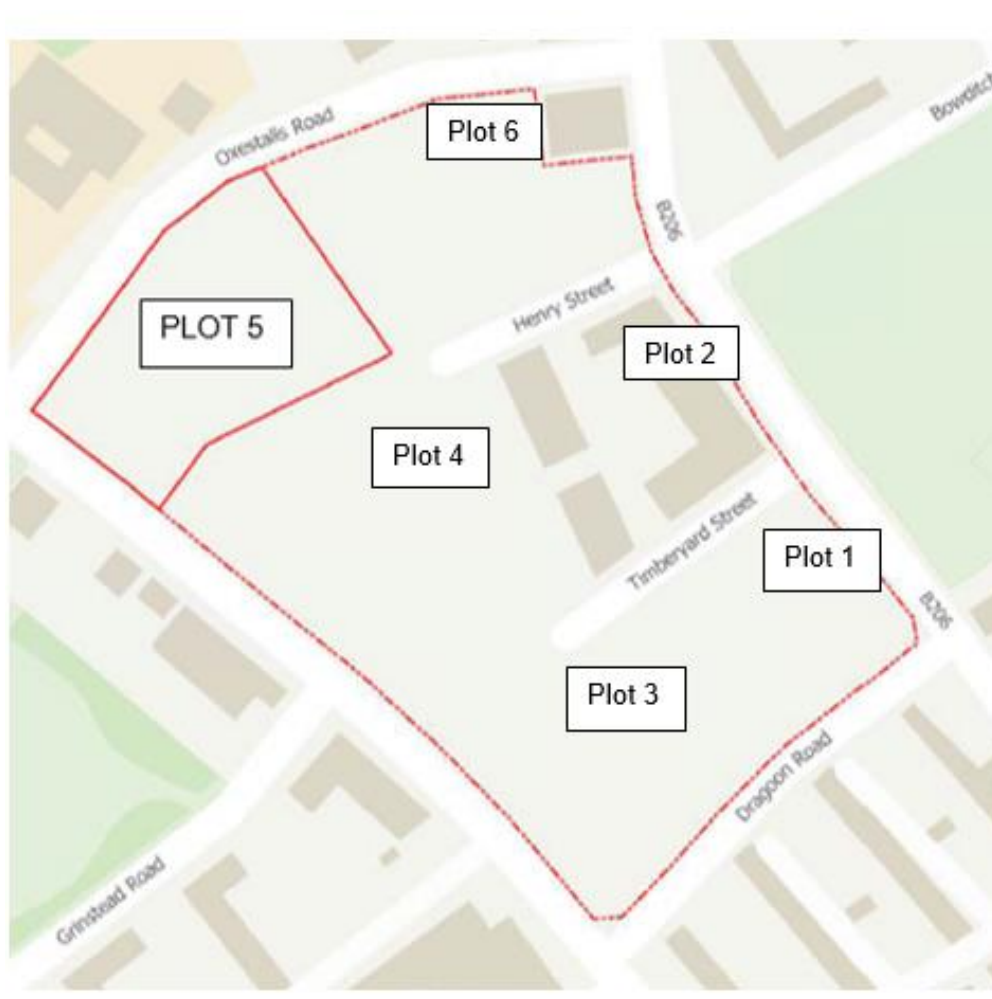 Oxestalls Road
Plot 6
Bowditch
B206
Henry Street
PLOT 5
Plot 2
Plot 4
Timberyard Street
Plot 1
B206
Plot 3
Dragoon Road
Grinstead Road